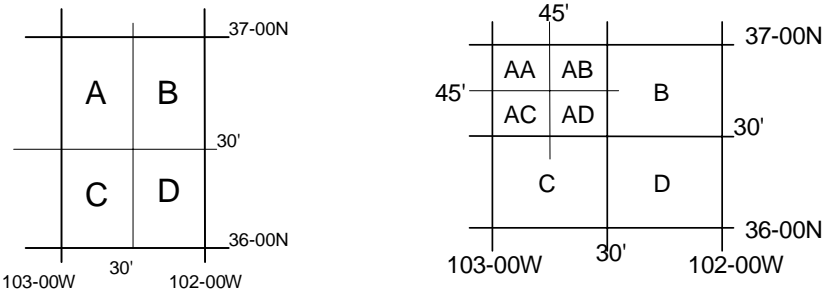 37-00N
A B
30'
C D
36-00N
30'
103-00W 102-00W
45'
37-00N
AA AB
45' B
AC AD
30'
C D
36-00N
30'
103-00W 102-00W